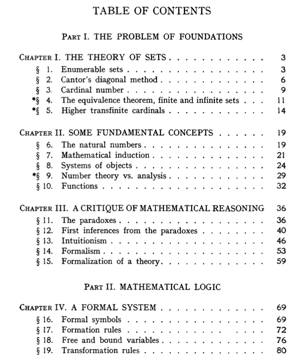 TABLE OF CONTENTS
PART I. THE PROBLEM OF FOUNDATIONS
CHAPTER I. THE THEORY OF SETS . . . . . . . . . . . . 3
§ 1. Enumerable sets . . . . . . . . . . . . . . . . 3
§ 2. Cantor's diagonal method . . . . . . . . . . . . 6
§ 3. Cardinal number . . . . . . . . . . . . . . . . 9
*§ 4. The equivalence theorem, finite and infinite sets . . . 11
*§ 5. Higher transfinite cardinals . . . . . . . . . . . 14
CHAPTER II. SOME FUNDAMENTAL CONCEPTS . . . . . . 19
§ 6. The natural numbers . . . . . . . . . . . . . . 19
§ 7. Mathematical induction . . . . . . . . . . . . . 21
§ 8. Systems of objects . . . . . . . . . . . . . . . 24
*§ 9. Number theory vs. analysis . . . . . . . . . . . 29
§ 10. Functions . . . . . . . . . . . . . . . . . . . 32
CHAPTER III. A CRITIQUE OF MATHEMATICAL REASONING 36
§ 11. The paradoxes . . . . . . . . . . . . . . . . . 36
§ 12. First inferences from the paradoxes . . . . . . . . 40
§ 13. Intuitionism . . . . . . . . . . . . . . . . . . 46
§ 14. Formalism . . . . . . . . . . . . . . . . . . . 53
§ 15. Formalization of a theory . . . . . . . . . . . . 59
PART II. MATHEMATICAL LOGIC
CHAPTER IV. A FORMAL SYSTEM . . . . . . . . . . . . 69
§ 16. Formal symbols . . . . . . . . . . . . . . . . 69
§ 17. Formation rules . . . . . . . . . . . . . . . . 72
§ 18. Free and bound variables . . . . . . . . . . . . 76
§ 19. Transformation rules . . . . . . . . . . . . . . 80